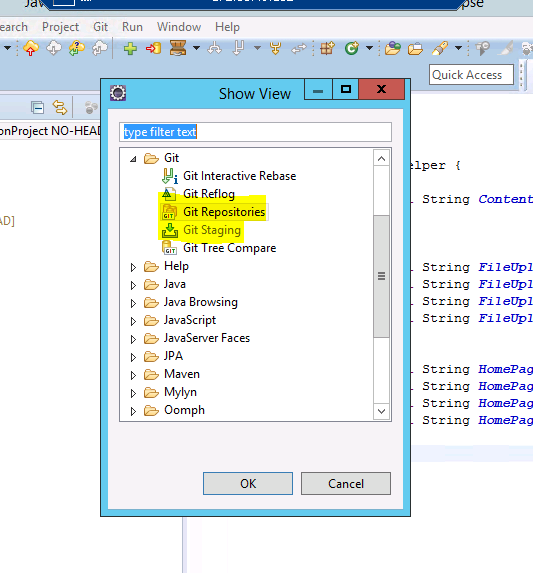 Java
pse
earch Project Git Run Window Help
Quick Access
Show View
type filter text
onProject NO-HEAD
Git
Git Interactive Rebase
Git Reflog
Git Repositories
Git Staging
Git Tree Compare
Help
Java
Java Browsing
JavaScript
JavaServer Faces
JPA
Maven
Mylyn
Oomph
OK
Cancel
AD]
elper {
String Content
String FileUpl
String FileUpl
String FileUpl
String FileUpl
String HomePag
String HomePag
String HomePag
String HomePag